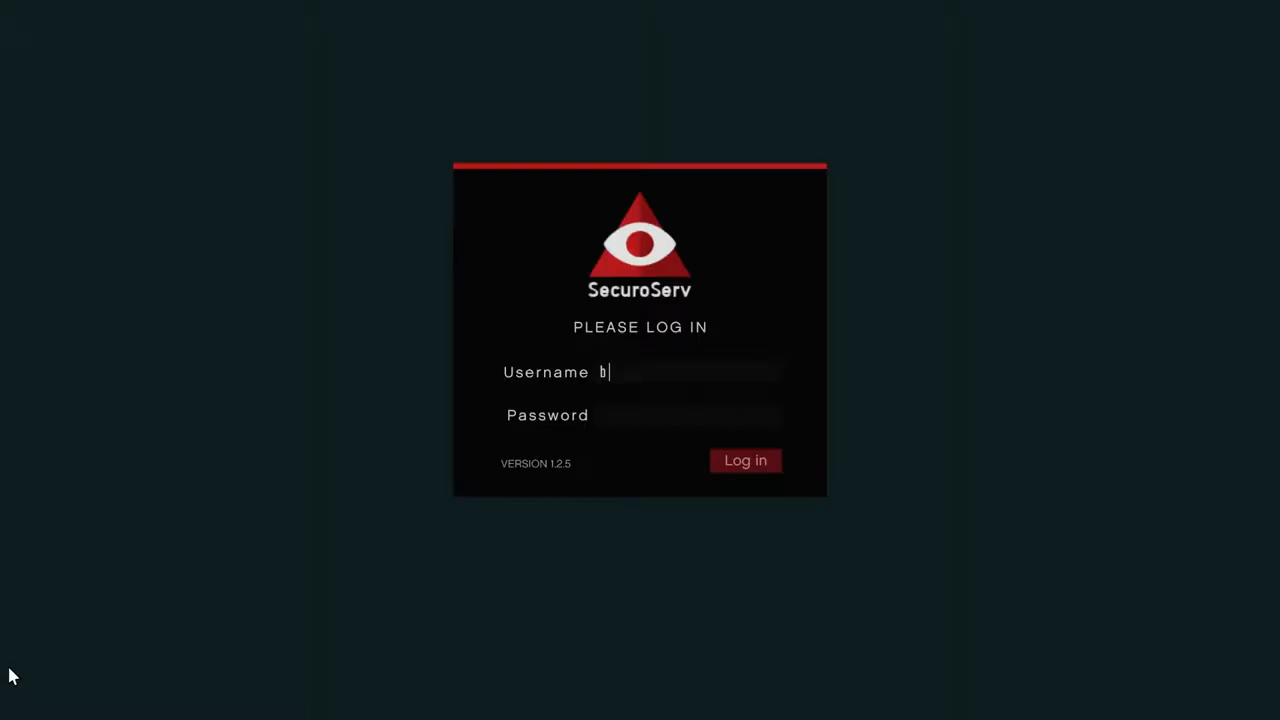 SecuroServ
PLEASE LOG IN
Username b
Password
VERSION 1.2.5
Log in